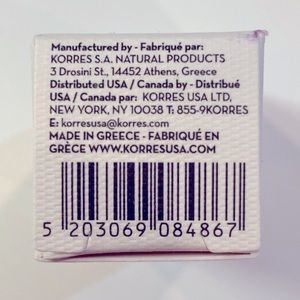 Manufactured by - Fabriqué par:
KORRES S.A. NATURAL PRODUCTS
3 Drosini St., 14452 Athens, Greece
Distributed USA / Canada by - Distribué
USA / Canada par: KORRES USA LTD,
NEW YORK, NY 10038 T: 855-9KORRES
E: korresusa@korres.com
MADE IN GREECE - FABRIQUÉ EN
GRÈCE WWW.KORRESUSA.COM
5 203069 084867